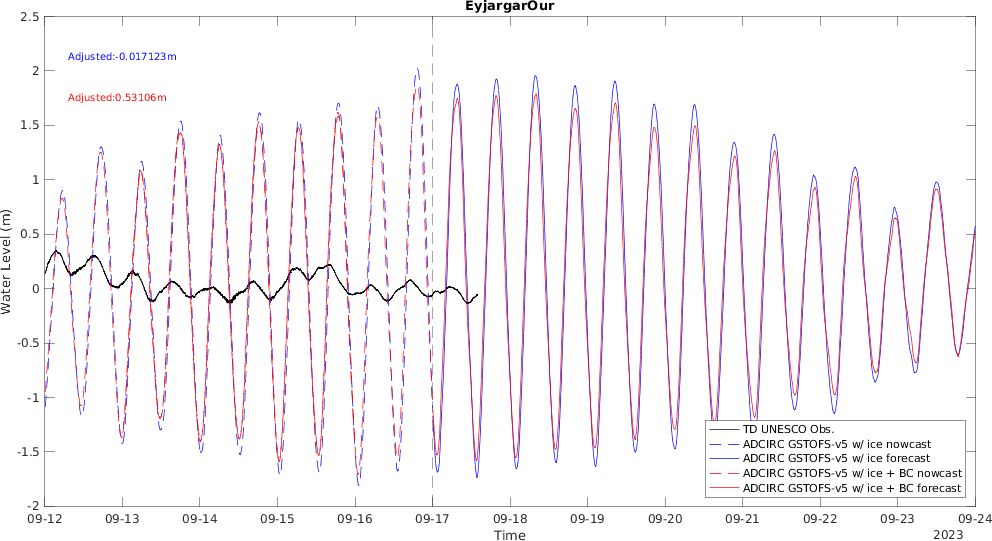 EyjargarOur
2.5
2
1.5
1
0.5
0
-0.5
-1
-1.5
-2
Water Level (m)
Adjusted:-0.017123m
Adjusted:0.53106m
TD UNESCO Obs.
ADCIRC GSTOFS-v5 w/ ice nowcast
ADCIRC GSTOFS-v5 w/ ice forecast
ADCIRC GSTOFS-v5 w/ ice + BC nowcast
ADCIRC GSTOFS-v5 w/ ice + BC forecast
09-12 09-13 09-14 09-15 09-16 09-17 09-18 09-19 09-20 09-21 09-22 09-23 09-24
Time
2023